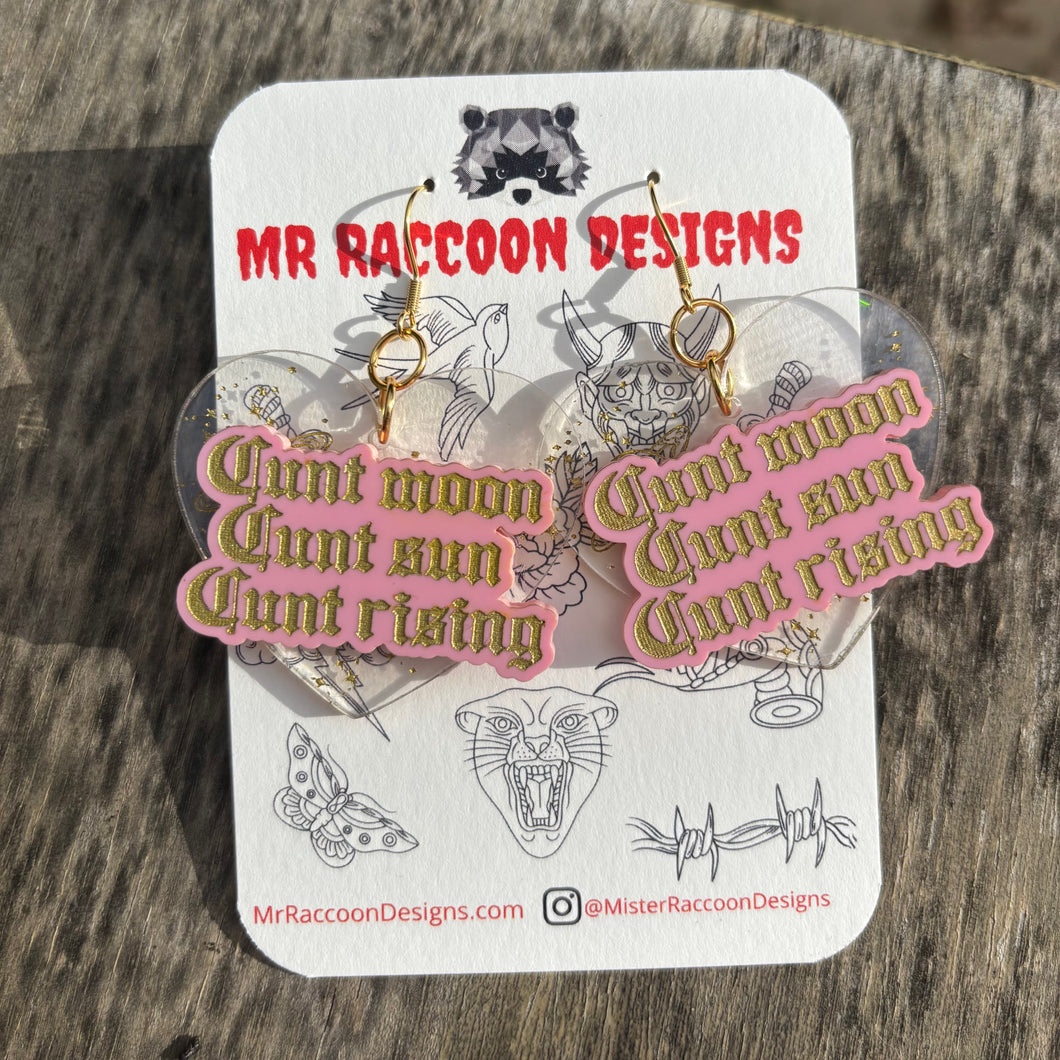 MR RACCOON DESIGNS
Cunt moon
Cunt sun
Cunt rising
Cunt moon
Cunt sun
Cunt rising
MrRaccoonDesigns.com
@MisterRaccoonDesigns